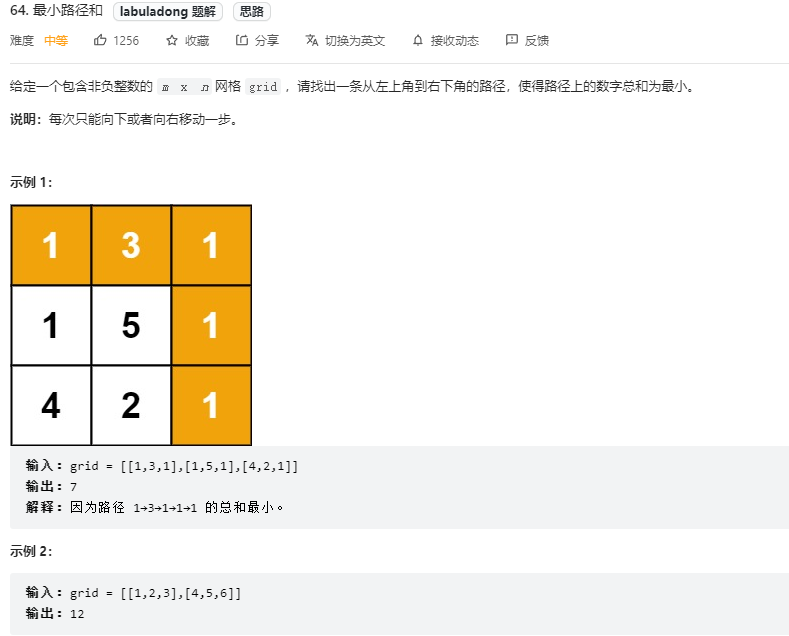 64. 最小路径和 labuladong 题解 思路
难度 中等 1256 收藏 分享 切换为英文 接收动态 反馈
给定一个包含非负整数的 m x n 网格 grid ，请找出一条从左上角到右下角的路径，使得路径上的数字总和为最小。
说明：每次只能向下或者向右移动一步。
示例 1：
1 3 1
1 5 1
4 2 1
输入：grid = [[1,3,1],[1,5,1],[4,2,1]]
输出：7
解释：因为路径 1→3→1→1→1 的总和最小。
示例 2：
输入：grid = [[1,2,3],[4,5,6]]
输出：12